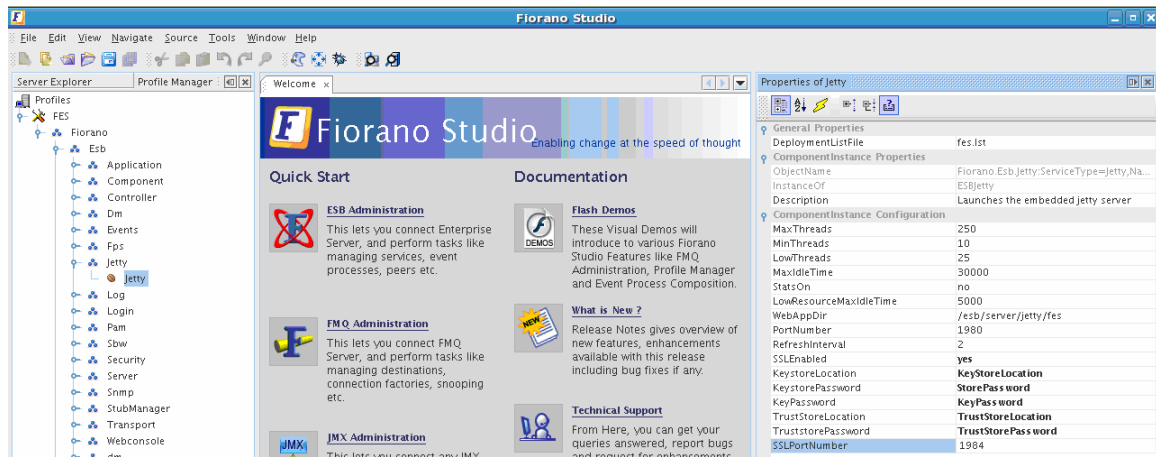 Fiorano Studio
File Edit View Navigate Source Tools Window Help
Server Explorer Profile Manager
Profiles
FES
Fiorano
Esb
Application
Component
Controller
Dm
Events
Fps
Jetty
Jetty
Log
Login
Pam
Sbw
Security
Server
Snmp
StubManager
Transport
Webconsole
dm
Welcome
Fiorano Studio
Enabling change at the speed of thought
Quick Start
ESB Administration
This lets you connect Enterprise
Server, and perform tasks like
managing services, event
processes, peers etc.
FMQ Administration
This lets you connect FMQ
Server, and perform tasks like
managing destinations,
connection factories, snooping
etc.
JMX
JMX Administration
This lets you connect any JMX
Documentation
DEMOS
Flash Demos
These Visual Demos will
introduce to various Fiorano
Studio Features like FMQ
Administration, Profile Manager
and Event Process Composition.
NEW
What is New ?
Release Notes gives overview of
new features, enhancements
available with this release
including bug fixes if any.
Technical Support
From Here, you can get your
queries answered, report bugs
and request for enhancements
Properties of Jetty
General Properties
DeploymentListFile fes.lst
ComponentInstance Properties
ObjectName Fiorano.Esb.Jetty:ServiceType=Jetty,Na...
InstanceOf ESBJetty
Description Launches the embedded jetty server
ComponentInstance Configuration
MaxThreads 250
MinThreads 10
LowThreads 25
MaxIdleTime 30000
StatsOn no
LowResourceMaxIdleTime 5000
WebAppDir /esb/server/jetty/fes
PortNumber 1980
RefreshInterval 2
SSLEnabled yes
KeystoreLocation KeyStoreLocation
KeystorePassword StorePassword
KeyPassword KeyPassword
TrustStoreLocation TrustStoreLocation
TruststorePassword TrustStorePassword
SSLPortNumber 1984